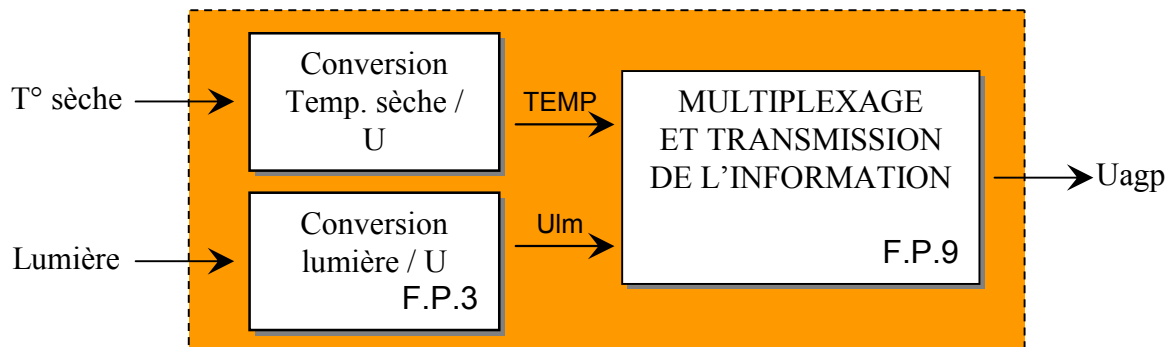 T° sèche
Conversion
Temp. sèche /
U
TEMP
Lumière
Conversion
lumière / U
F.P.3
Ulm
MULTIPLEXAGE
ET TRANSMISSION
DE L'INFORMATION
F.P.9
Uagp